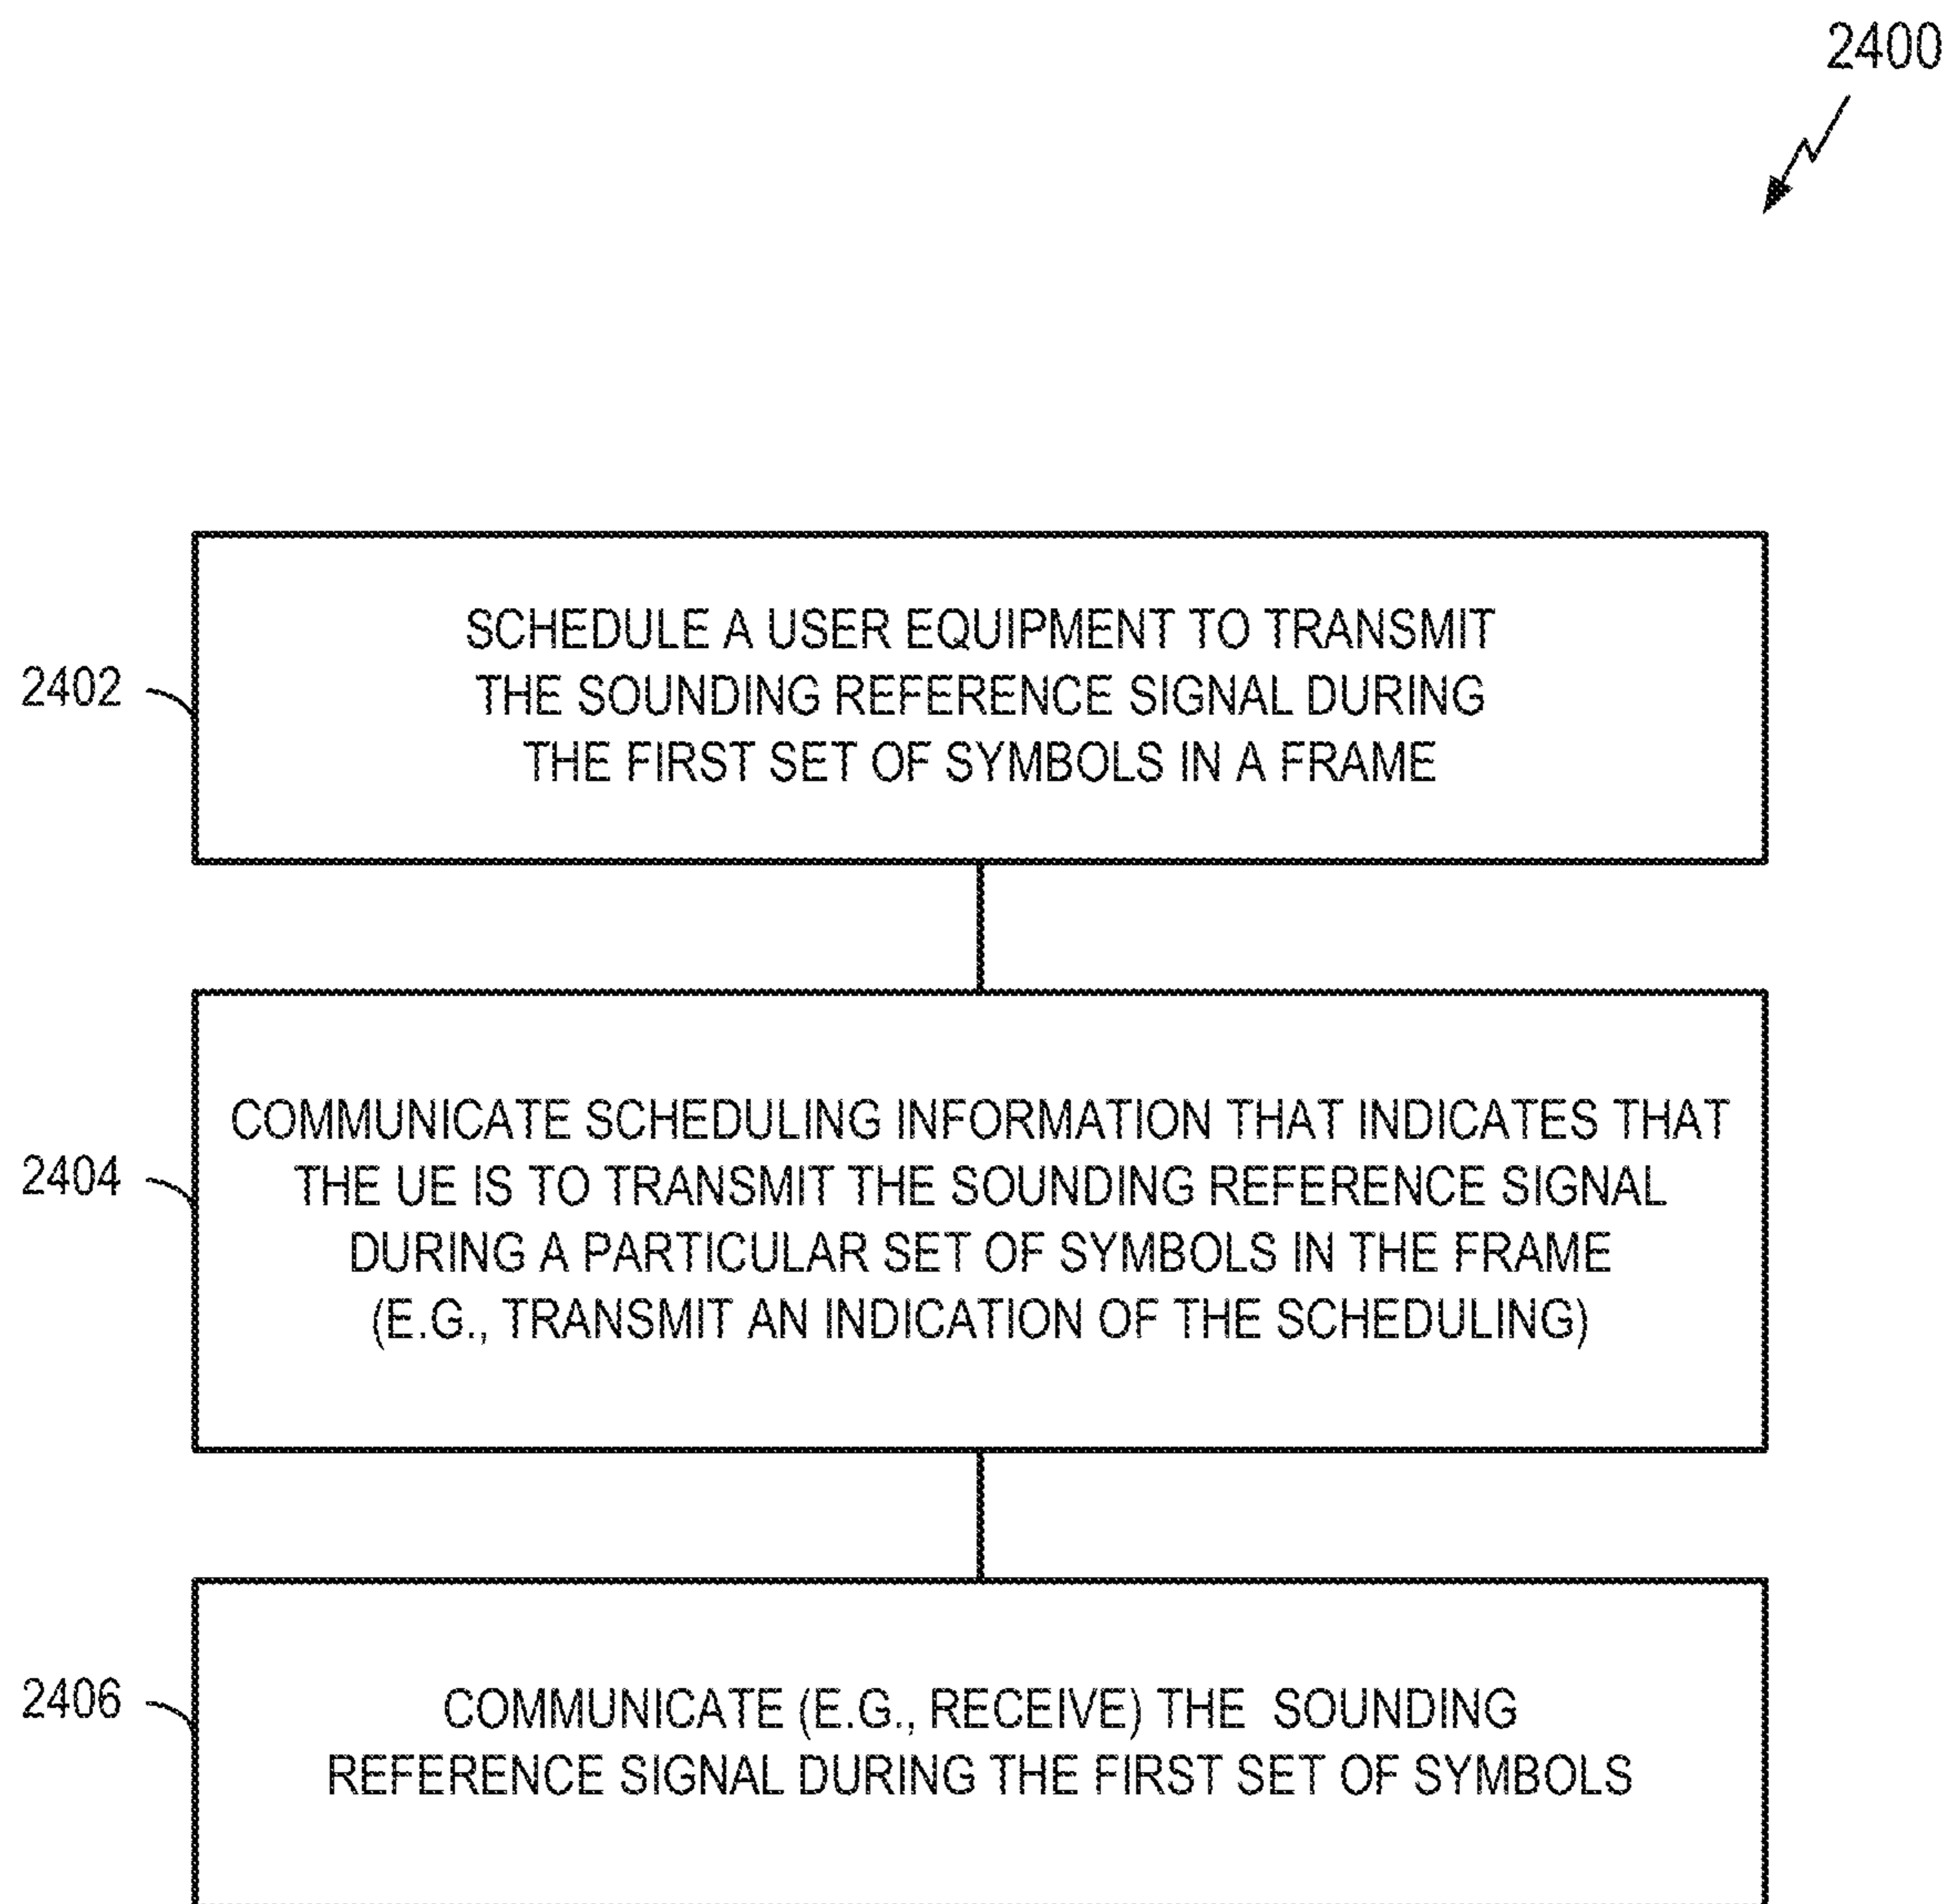 2400
2402
SCHEDULE A USER EQUIPMENT TO TRANSMIT
THE SOUNDING REFERENCE SIGNAL DURING
THE FIRST SET OF SYMBOLS IN A FRAME
2404
COMMUNICATE SCHEDULING INFORMATION THAT INDICATES THAT
THE UE IS TO TRANSMIT THE SOUNDING REFERENCE SIGNAL
DURING A PARTICULAR SET OF SYMBOLS IN THE FRAME
(E.G., TRANSMIT AN INDICATION OF THE SCHEDULING)
2406
COMMUNICATE (E.G., RECEIVE) THE SOUNDING
REFERENCE SIGNAL DURING THE FIRST SET OF SYMBOLS